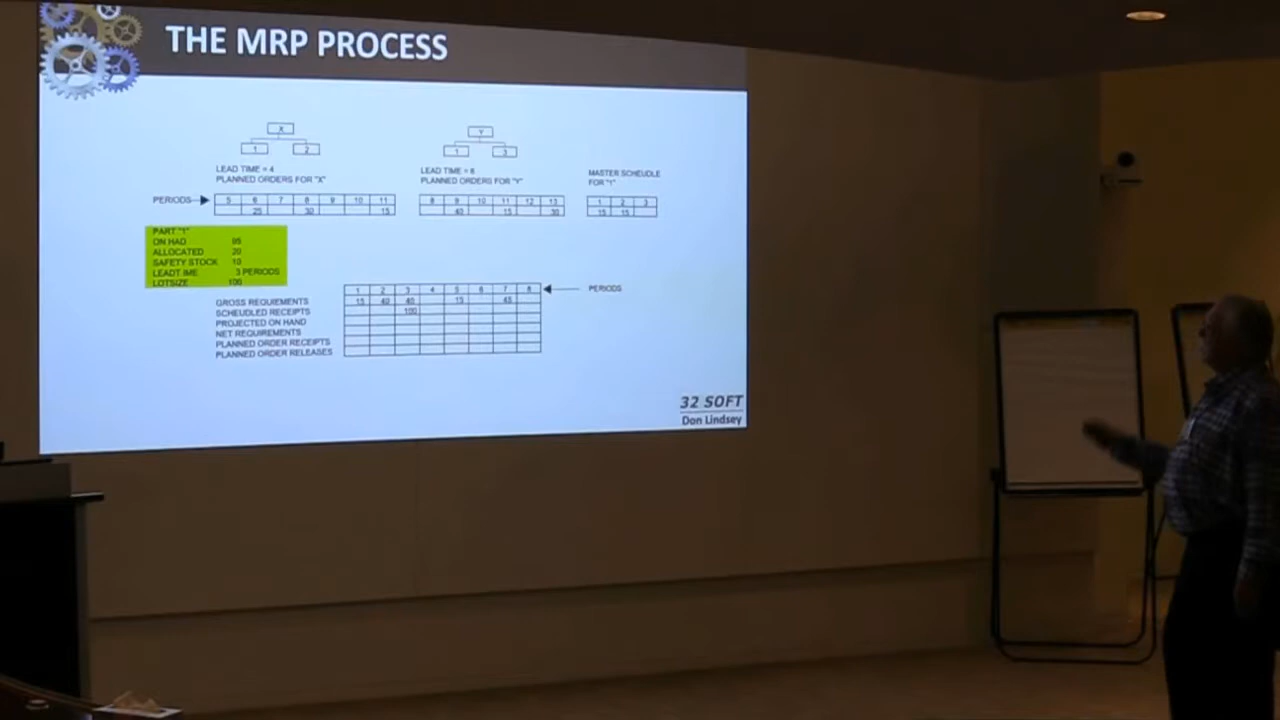 THE MRP PROCESS
X
1 2
Y
1 3
LEAD TIME = 4
PLANNED ORDERS FOR "X"
LEAD TIME = 6
PLANNED ORDERS FOR "Y"
MASTER SCHEUDLE
FOR "1"
PERIODS
5 6 7 8 9 10 11
25 30 15
8 9 10 11 12 13
40 15 30
1 2 3
15 15
PART "1"
ON HAD 95
ALLOCATED 20
SAFETY STOCK 10
LEADT IME 3 PERIODS
LOTSIZE 100
1 2 3 4 5 6 7 8
PERIODS
GROSS REQUIEMENTS 15 40 40 15 45
SCHEUDLED RECEIPTS 100
PROJECTED ON HAND
NET REQUIREMENTS
PLANNED ORDER RECEIPTS
PLANNED ORDER RELEASES
32 SOFT
Don Lindsey